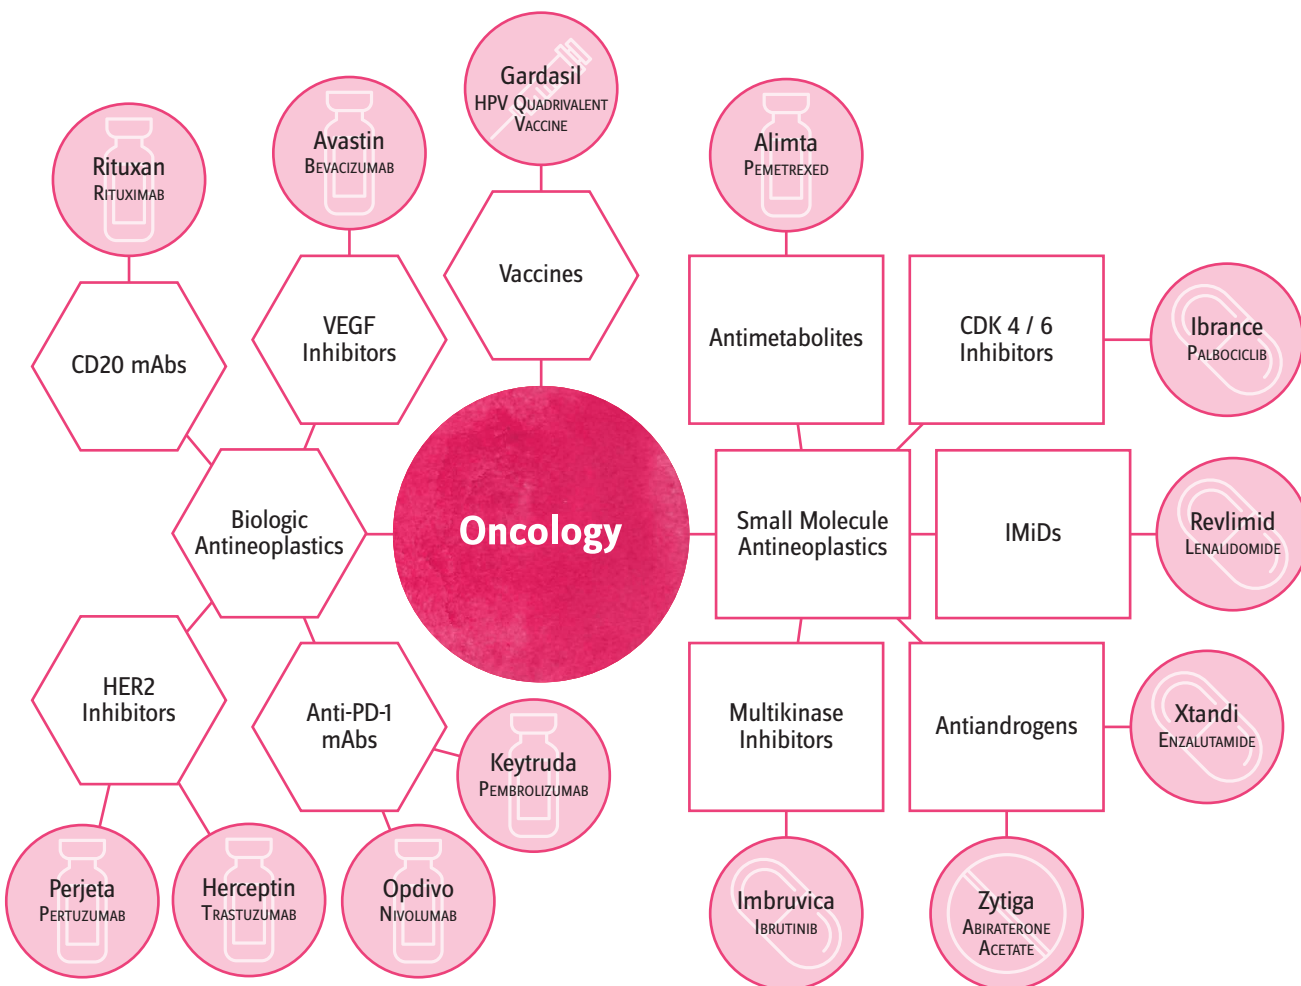 Gardasil
HPV Quadrivalent
Vaccine
Avastin
Bevacizumab
Alimta
Pemetrexed
Rituxan
Rituximab
Vaccines
VEGF
Inhibitors
Antimetabolites
CDK 4 / 6
Inhibitors
Ibrance
Palbociclib
CD20 mAbs
Biologic
Antineoplastics
Oncology
Small Molecule
Antineoplastics
IMiDs
Revlimid
Lenalidomide
HER2
Inhibitors
Anti-PD-1
mAbs
Multikinase
Inhibitors
Antiandrogens
Xtandi
Enzalutamide
Keytruda
Pembrolizumab
Perjeta
Pertuzumab
Herceptin
Trastuzumab
Opdivo
Nivolumab
Imbruvica
Ibrutinib
Zytiga
Abiraterone
Acetate